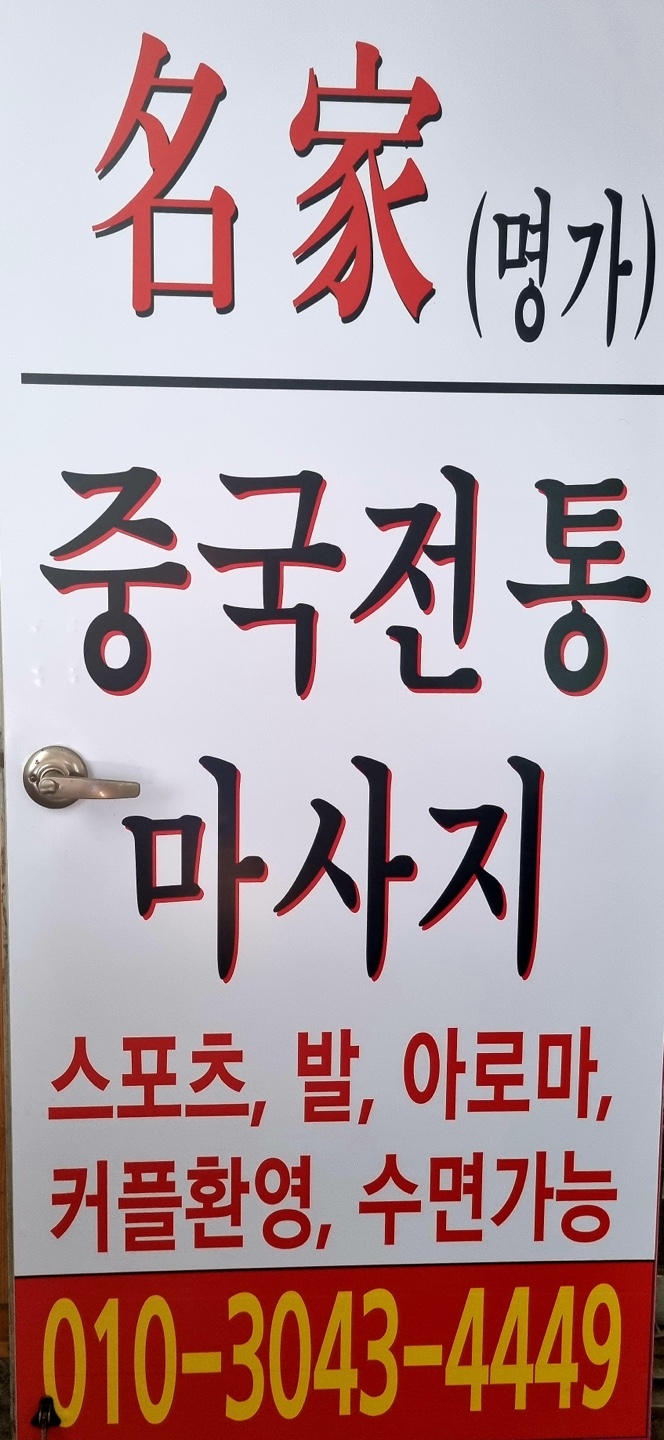 名家 (명가)
중국전통
마사지
스포츠, 발, 아로마,
커플환영, 수면가능
010-3043-4449